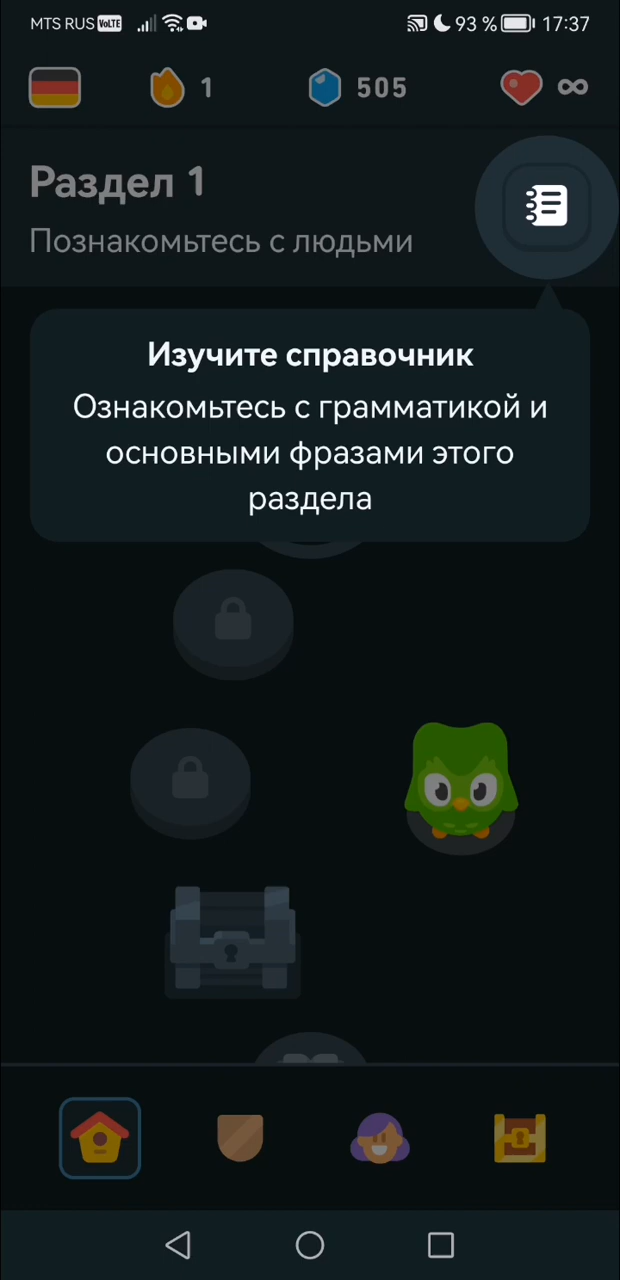 MTS RUS VoLTE 93 % 17:37
1 505 ∞
Раздел 1
Познакомьтесь с людьми
Изучите справочник
Ознакомьтесь с грамматикой и
основными фразами этого
раздела